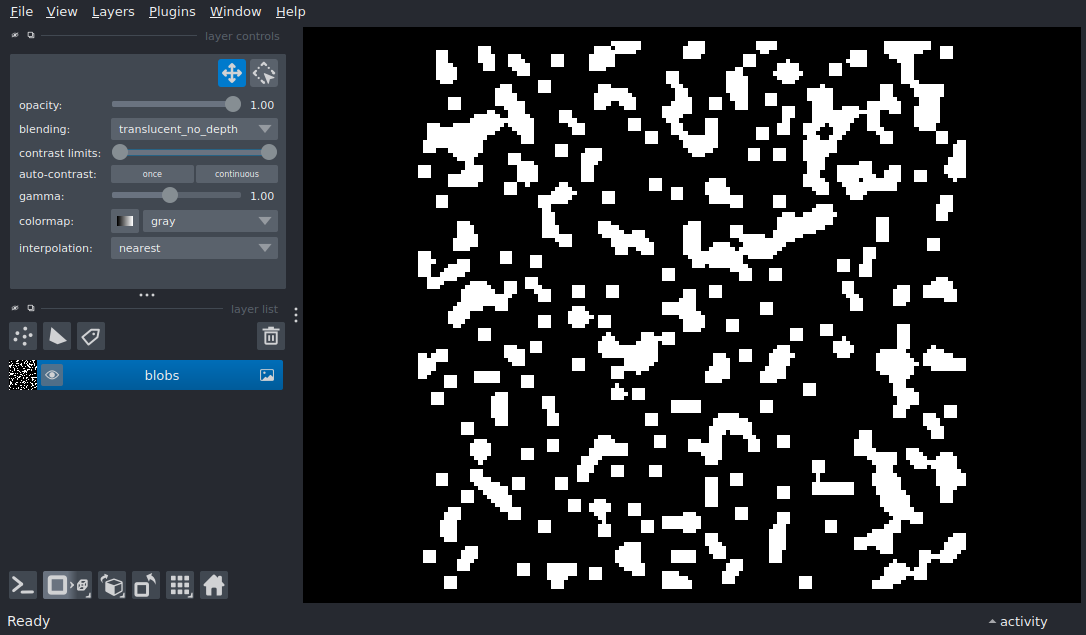 File View Layers Plugins Window Help
layer controls
opacity: 1.00
blending: translucent_no_depth
contrast limits:
auto-contrast: once continuous
gamma: 1.00
colormap: gray
interpolation: nearest
layer list
blobs
Ready
activity